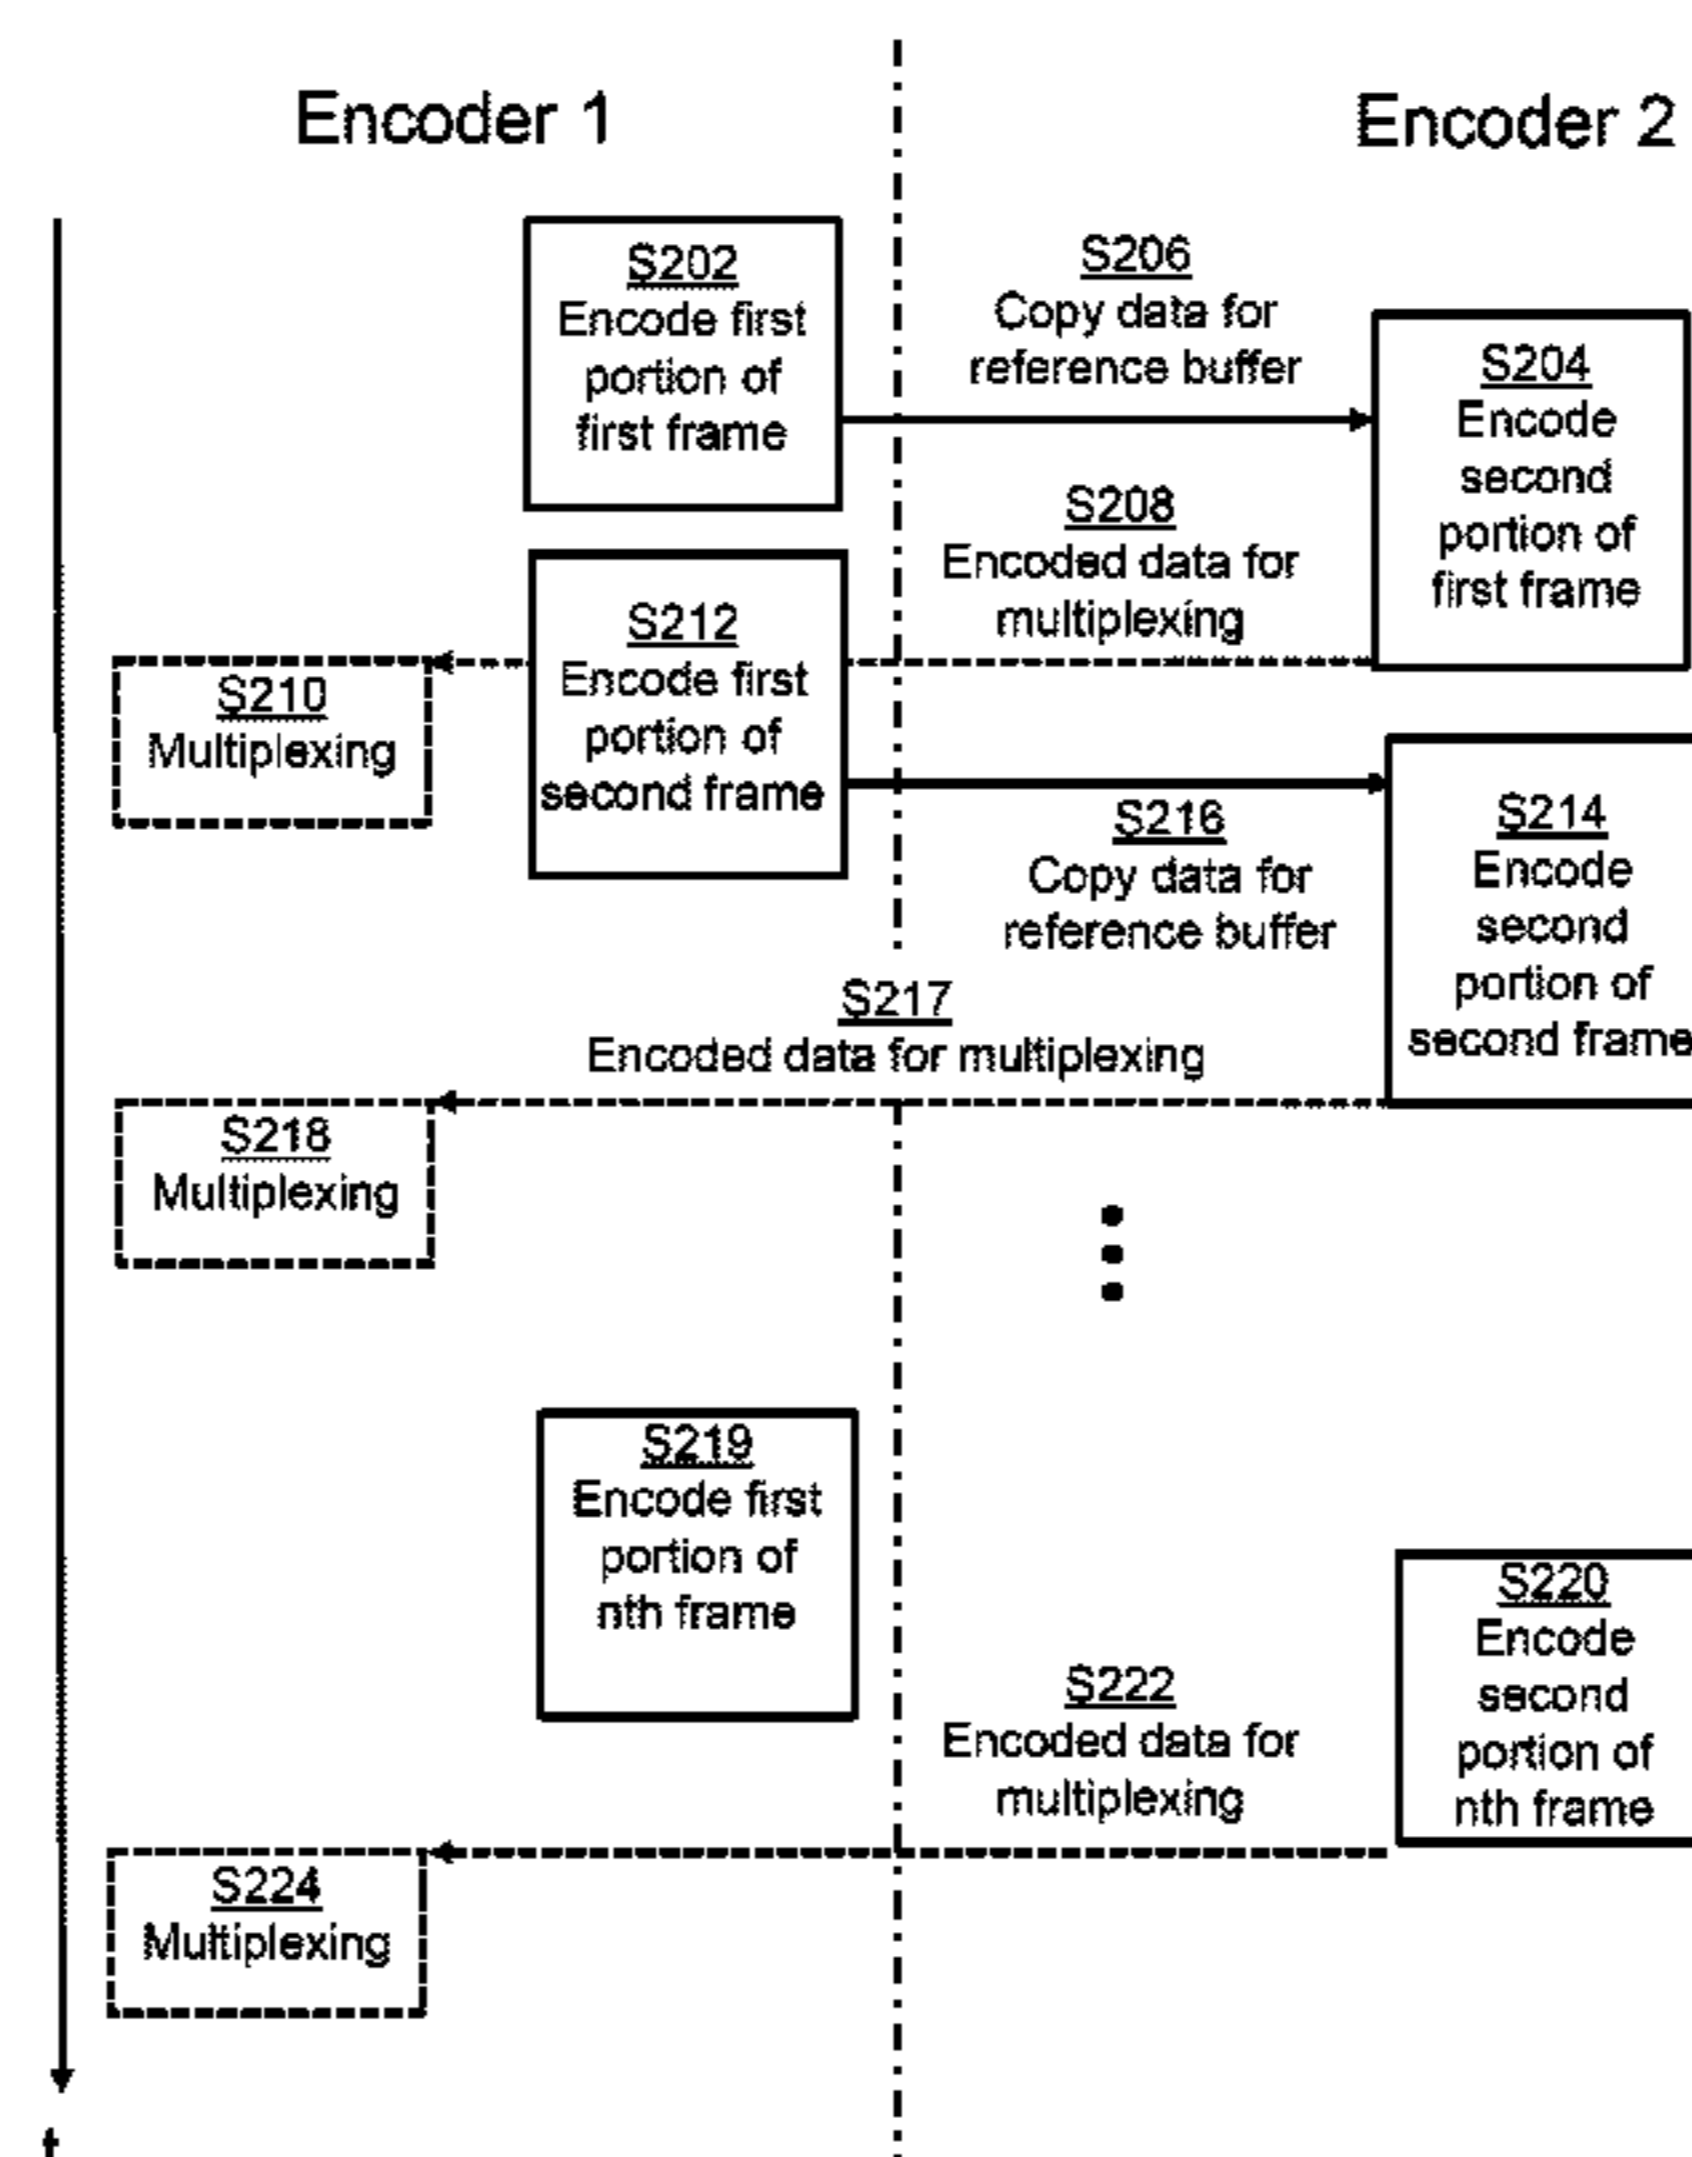 Encoder 1
Encoder 2
S202
Encode first
portion of
first frame
S206
Copy data for
reference buffer
S204
Encode
second
portion of
first frame
S208
Encoded data for
multiplexing
S212
Encode first
portion of
second frame
S210
Multiplexing
S216
Copy data for
reference buffer
S214
Encode
second
portion of
second frame
S217
Encoded data for multiplexing
S218
Multiplexing
S219
Encode first
portion of
nth frame
S220
Encode
second
portion of
nth frame
S222
Encoded data for
multiplexing
S224
Multiplexing
t